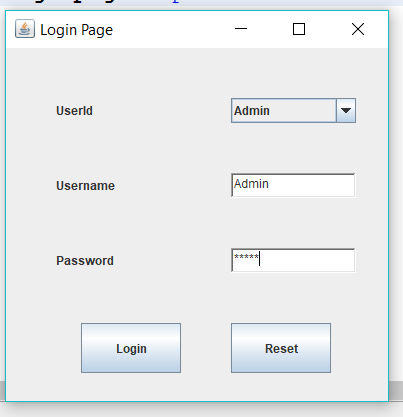 Login Page
UserId Admin
Username Admin
Password *****
Login Reset